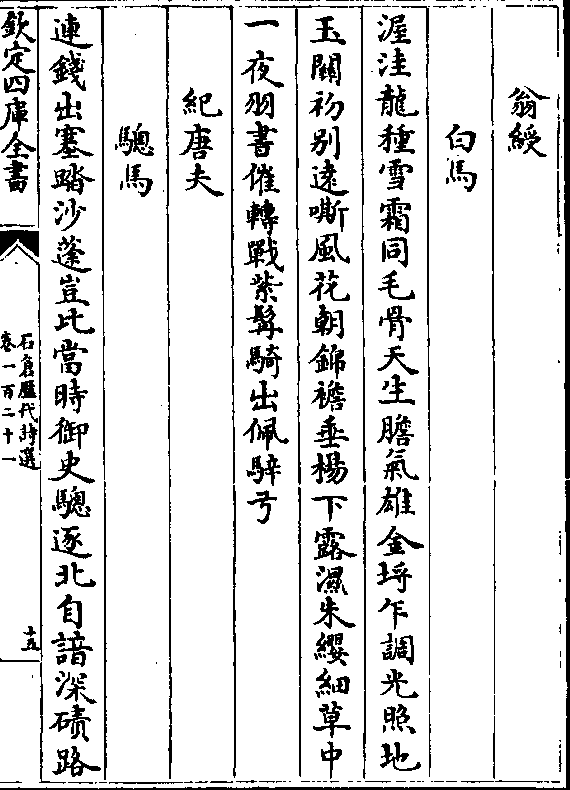 翁綬
白馬
渥洼龍種雪霜同毛骨天生膽氣雄金埒乍調光照地
玉關初别逺嘶風花朝錦襜垂楊下露濕朱纓細草中
一夜羽書催轉戰紫髯騎出佩騂弓
紀唐夫
驄馬
連錢出塞踏沙蓬豈比當時御史驄逐北自諳深磧路
欽定四庫全書
石倉歷代詩選
卷一百二十一
十五